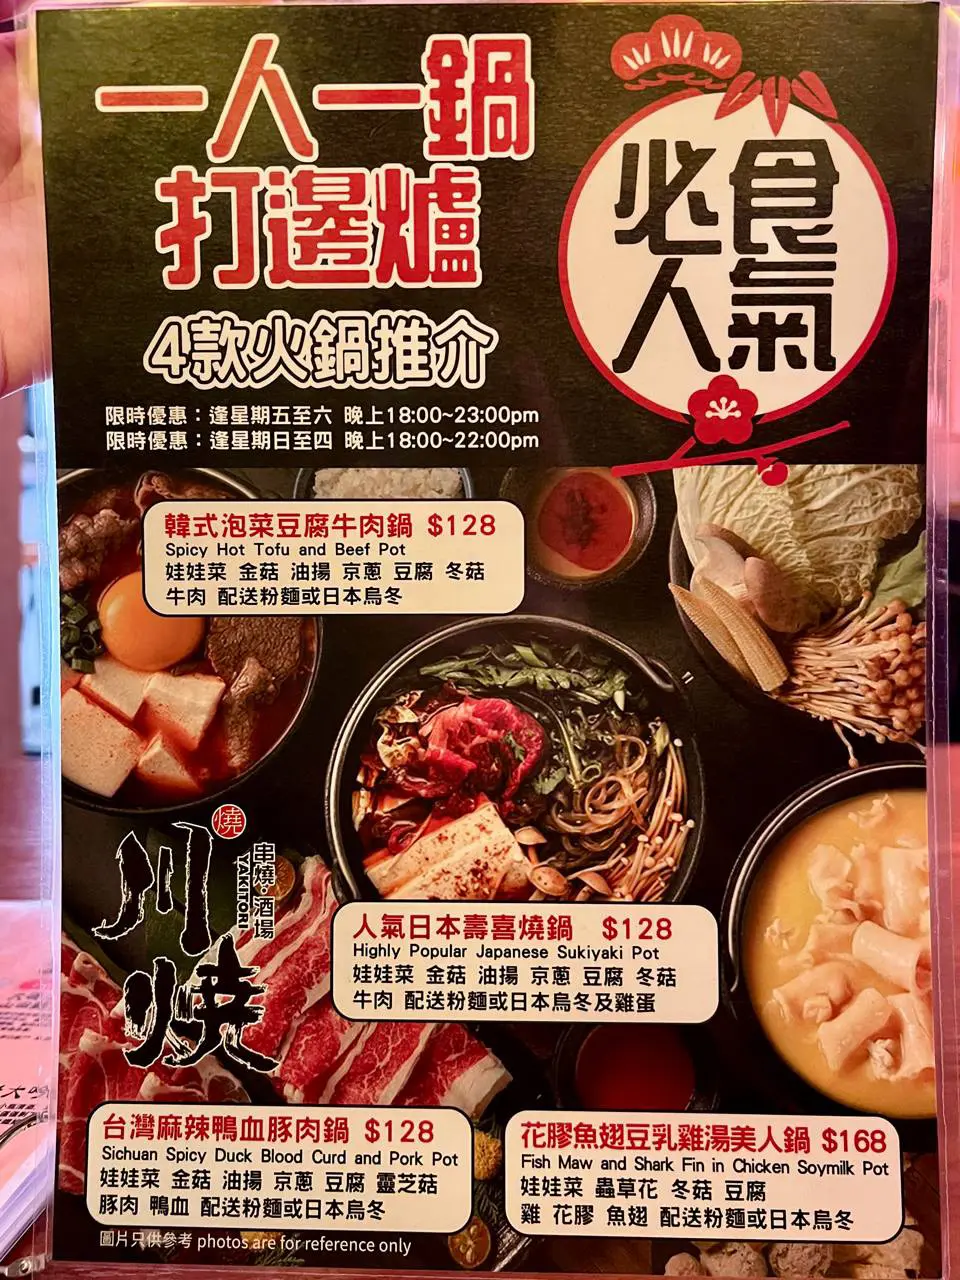 一人一鍋
打邊爐
4款火鍋推介
限時優惠：逢星期五至六 晚上18:00~23:00pm
限時優惠：逢星期日至四 晚上18:00~22:00pm
必食
人氣
韓式泡菜豆腐牛肉鍋 $128
Spicy Hot Tofu and Beef Pot
娃娃菜 金菇 油揚 京蔥 豆腐 冬菇
牛肉 配送粉麵或日本烏冬
川燒
燒
串燒·酒場
YAKITORI
人氣日本壽喜燒鍋 $128
Highly Popular Japanese Sukiyaki Pot
娃娃菜 金菇 油揚 京蔥 豆腐 冬菇
牛肉 配送粉麵或日本烏冬及雞蛋
台灣麻辣鴨血豚肉鍋 $128
Sichuan Spicy Duck Blood Curd and Pork Pot
娃娃菜 金菇 油揚 京蔥 豆腐 靈芝菇
豚肉 鴨血 配送粉麵或日本烏冬
花膠魚翅豆乳雞湯美人鍋 $168
Fish Maw and Shark Fin in Chicken Soymilk Pot
娃娃菜 蟲草花 冬菇 豆腐
雞 花膠 魚翅 配送粉麵或日本烏冬
圖片只供參考 photos are for reference only